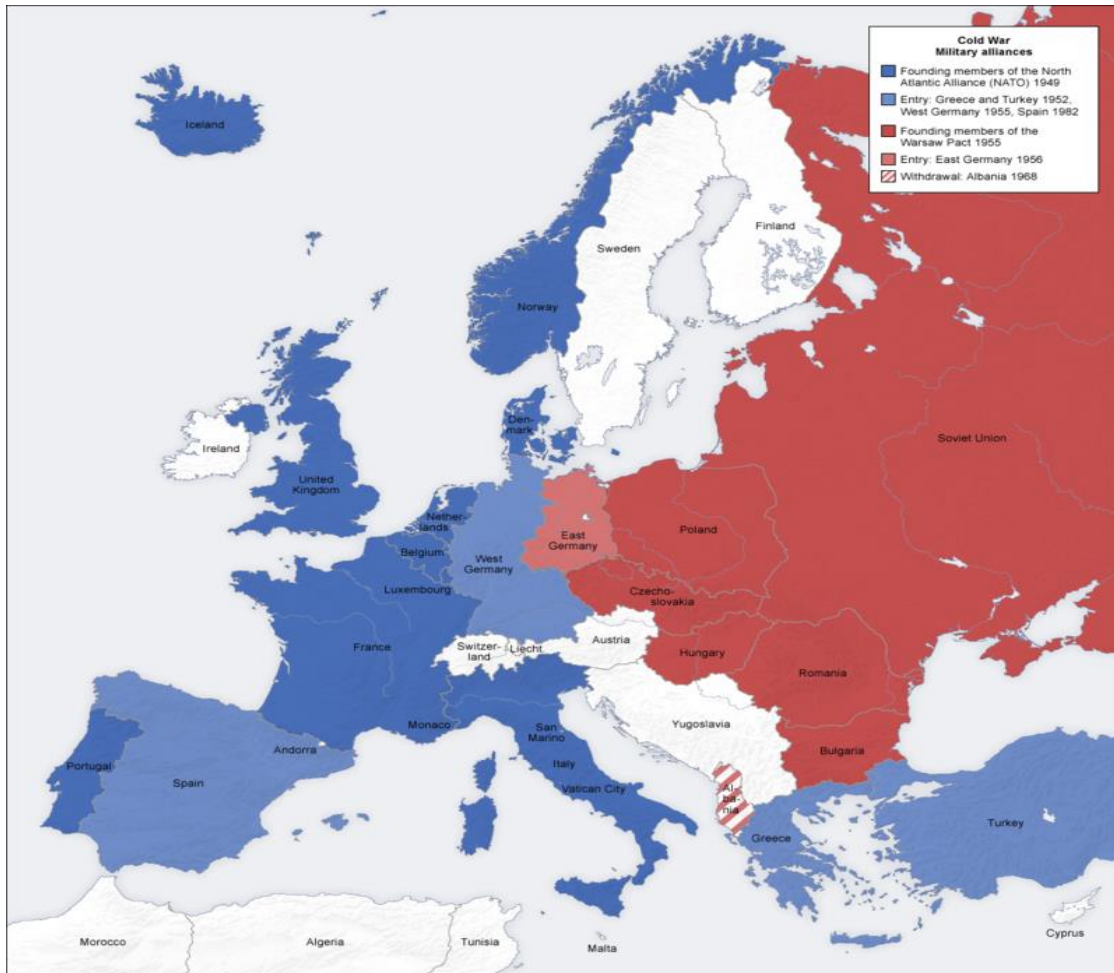 Cold War
Military alliances
Founding members of the North
Atlantic Alliance (NATO) 1949
Entry: Greece and Turkey 1952,
West Germany 1955, Spain 1982
Founding members of the
Warsaw Pact 1955
Entry: East Germany 1956
Withdrawal: Albania 1968
Iceland
Finland
Sweden
Norway
Den-
mark
Soviet Union
Ireland
United
Kingdom
Nether-
lands
Poland
East
Germany
Belgium
West
Germany
Luxembourg
Czecho-
slovakia
Austria
France
Switzer-
land
Liecht
Hungary
Romania
Yugoslavia
Monaco
San
Marino
Bulgaria
Andorra
Portugal
Spain
Italy
Vatican City
Al-
ba-
nia
Greece
Turkey
Morocco
Algeria
Tunisia
Malta
Cyprus